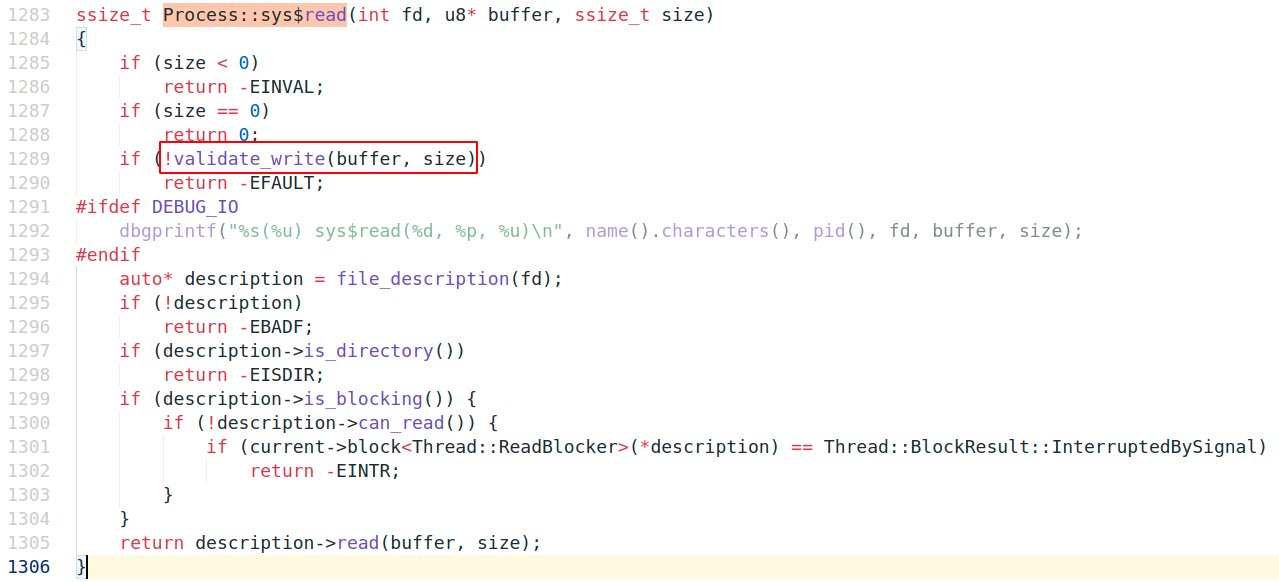 1283 ssize_t Process::sys$read(int fd, u8* buffer, ssize_t size)
1284 {
1285     if (size < 0)
1286         return -EINVAL;
1287     if (size == 0)
1288         return 0;
1289     if (!validate_write(buffer, size))
1290         return -EFAULT;
1291 #ifdef DEBUG_IO
1292     dbgprintf("%s(%u) sys$read(%d, %p, %u)\n", name().characters(), pid(), fd, buffer, size);
1293 #endif
1294     auto* description = file_description(fd);
1295     if (!description)
1296         return -EBADF;
1297     if (description->is_directory())
1298         return -EISDIR;
1299     if (description->is_blocking()) {
1300         if (!description->can_read()) {
1301             if (current->block<Thread::ReadBlocker>(*description) == Thread::BlockResult::InterruptedBySignal)
1302                 return -EINTR;
1303         }
1304     }
1305     return description->read(buffer, size);
1306 }